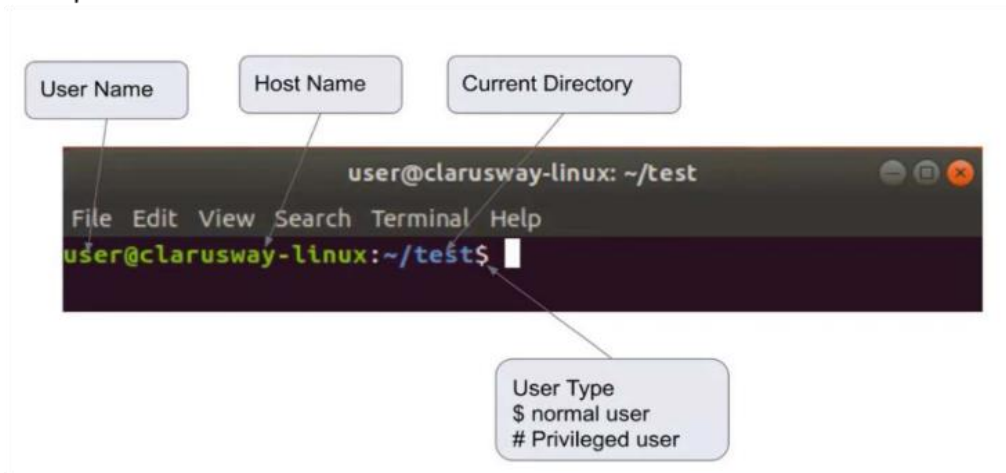 User Name
Host Name
Current Directory
user@clarusway-linux: ~/test
File Edit View Search Terminal Help
user@clarusway-linux:~/test$
User Type
$ normal user
# Privileged user